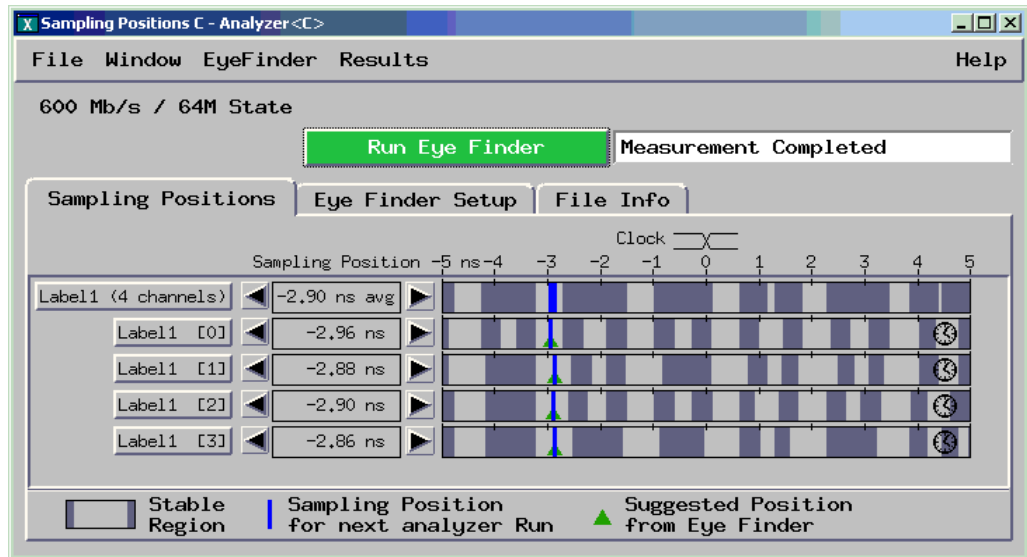 Sampling Positions C - Analyzer<C>
File Window EyeFinder Results Help
600 Mb/s / 64M State
Run Eye Finder Measurement Completed
Sampling Positions Eye Finder Setup File Info
Clock
Sampling Position -5 ns -4 -3 -2 -1 0 1 2 3 4 5
Label1 (4 channels) -2.90 ns avg
Label1 [0] -2.96 ns
Label1 [1] -2.88 ns
Label1 [2] -2.90 ns
Label1 [3] -2.86 ns
Stable Region
Sampling Position for next analyzer Run
Suggested Position from Eye Finder